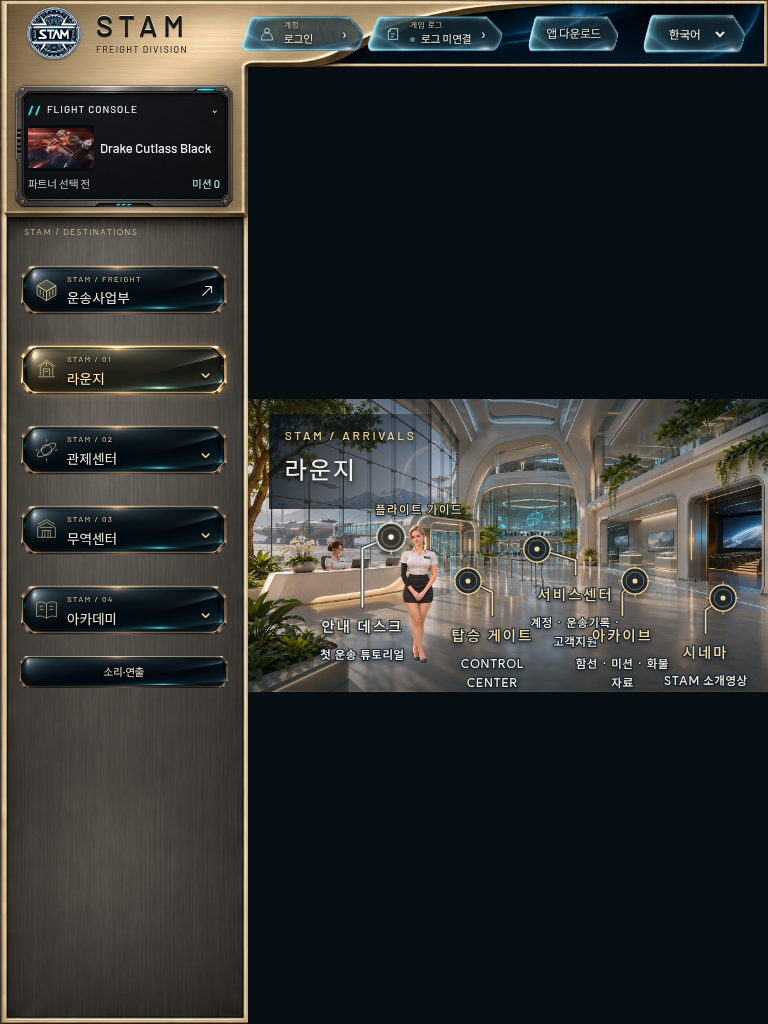 STAM
STAM
FREIGHT DIVISION
계정
로그인
게임 로그
로그 미연결
앱 다운로드
한국어
// FLIGHT CONSOLE
Drake Cutlass Black
파트너 선택 전
미션 0
STAM / DESTINATIONS
STAM / FREIGHT
운송사업부
STAM / 01
라운지
STAM / 02
관제센터
STAM / 03
무역센터
STAM / 04
아카데미
소리·연출
STAM / ARRIVALS
라운지
플라이트 가이드
안내 데스크
첫 운송 튜토리얼
탑승 게이트
CONTROL
CENTER
서비스센터
계정 · 운송기록 ·
고객지원
아카이브
함선 · 미션 · 화물
자료
시네마
STAM 소개영상